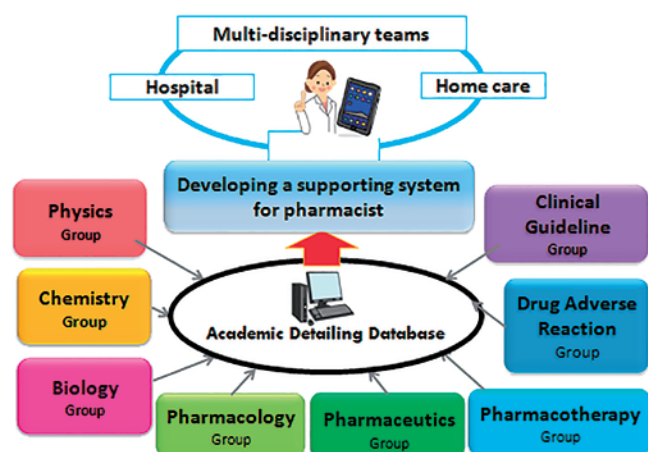 Multi-disciplinary teams
Hospital
Home care
Developing a supporting system
for pharmacist
Physics
Group
Clinical
Guideline
Group
Chemistry
Group
Academic Detailing Database
Drug Adverse
Reaction
Group
Biology
Group
Pharmacology
Group
Pharmaceutics
Group
Pharmacotherapy
Group